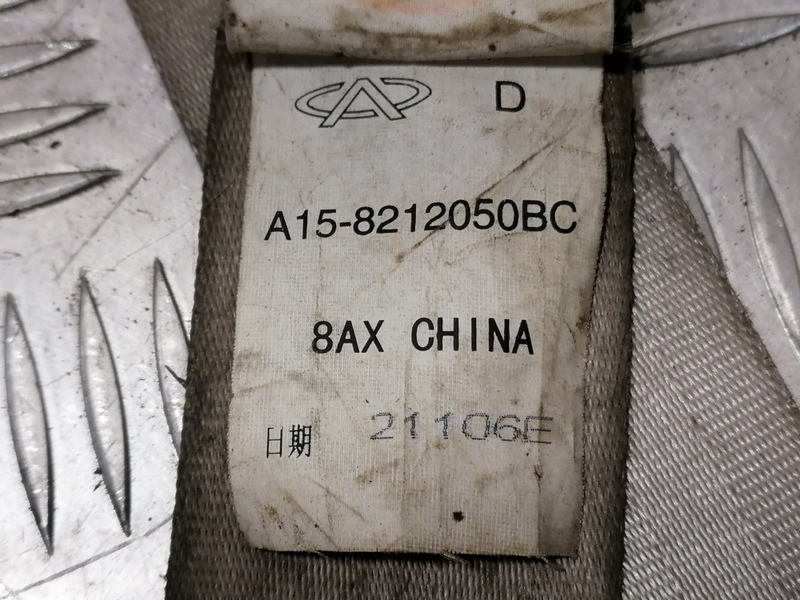 D
A15-8212050BC
8AX CHINA
日期 21106E